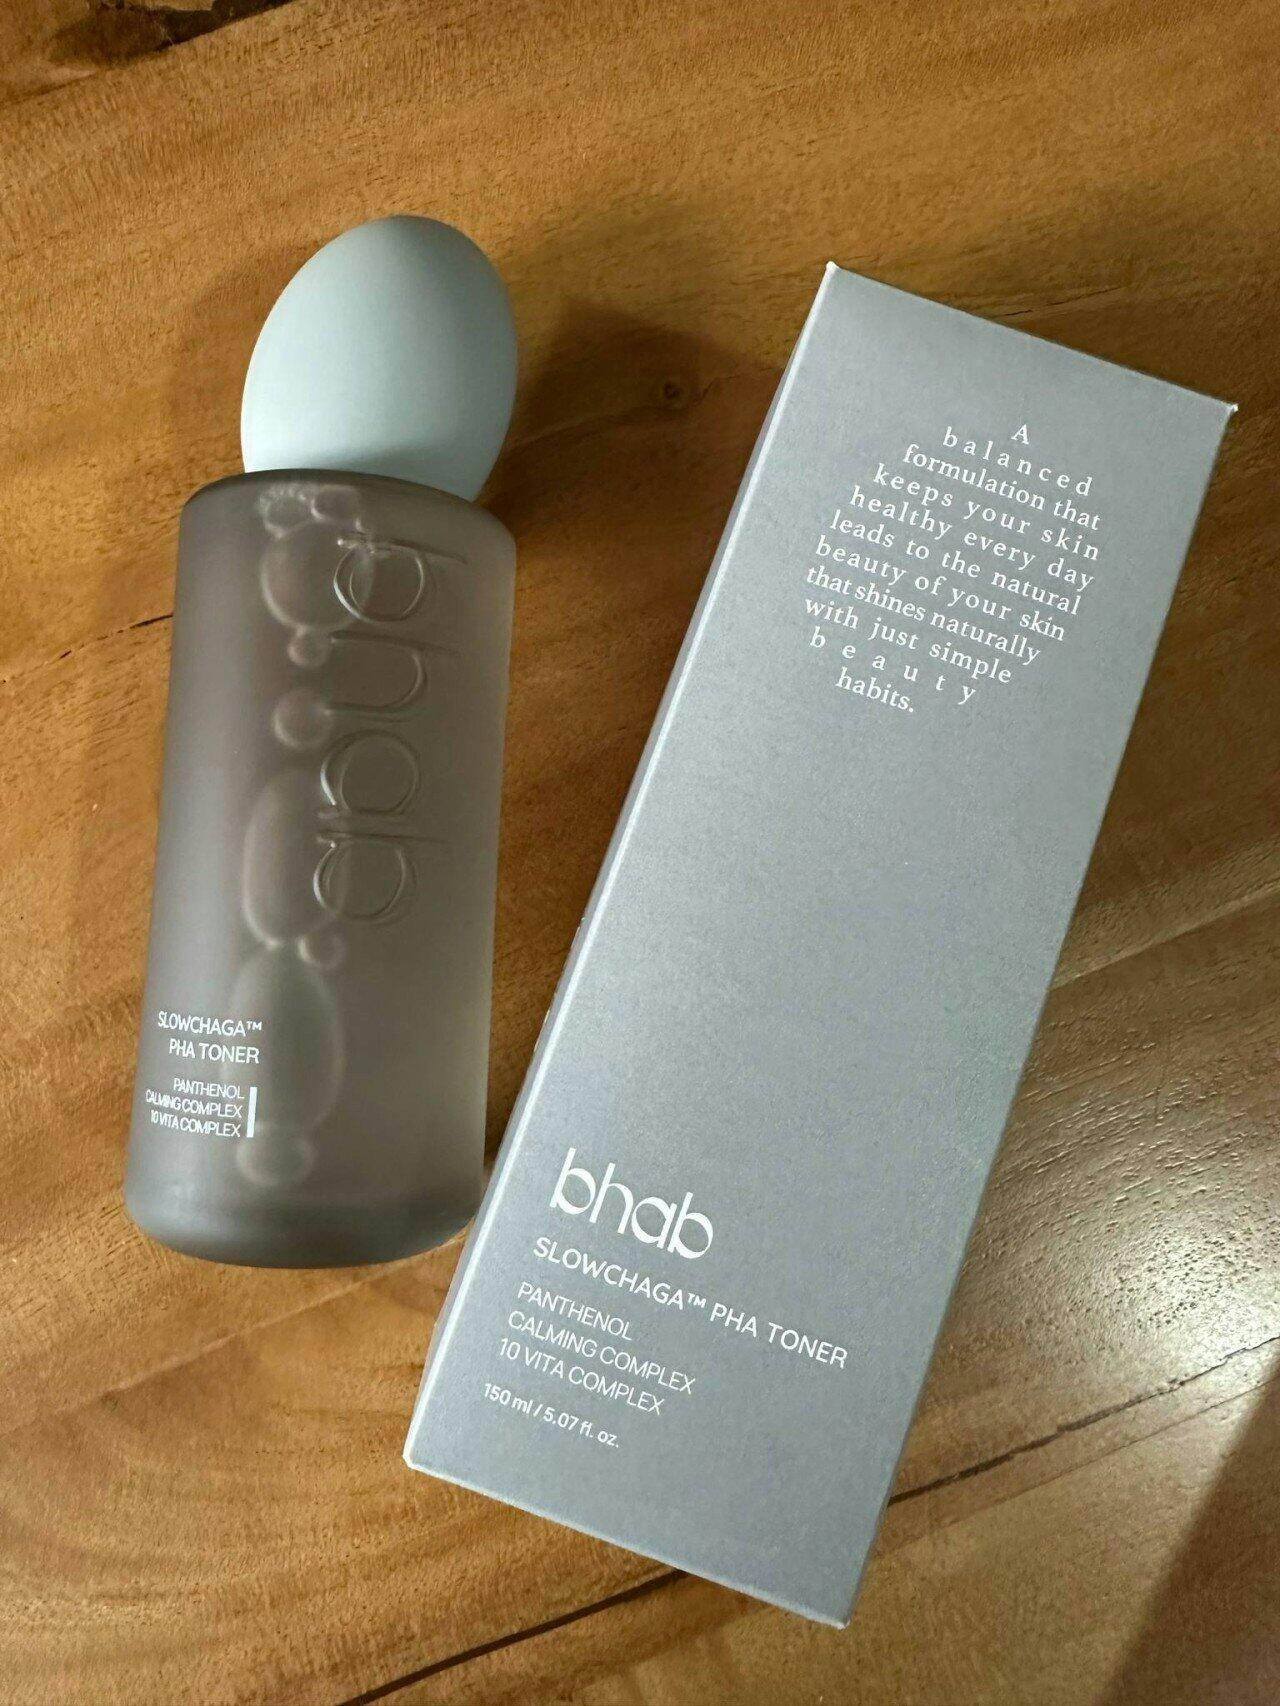 bhab
SLOWCHAGA™
PHA TONER
PANTHENOL
CALMING COMPLEX
10 VITA COMPLEX
A
balanced
formulation that
keeps your skin
healthy every day
leads to the natural
beauty of your skin
that shines naturally
with just simple
beauty
habits.
bhab
SLOWCHAGA™ PHA TONER
PANTHENOL
CALMING COMPLEX
10 VITA COMPLEX
150 ml / 5.07 fl. oz.